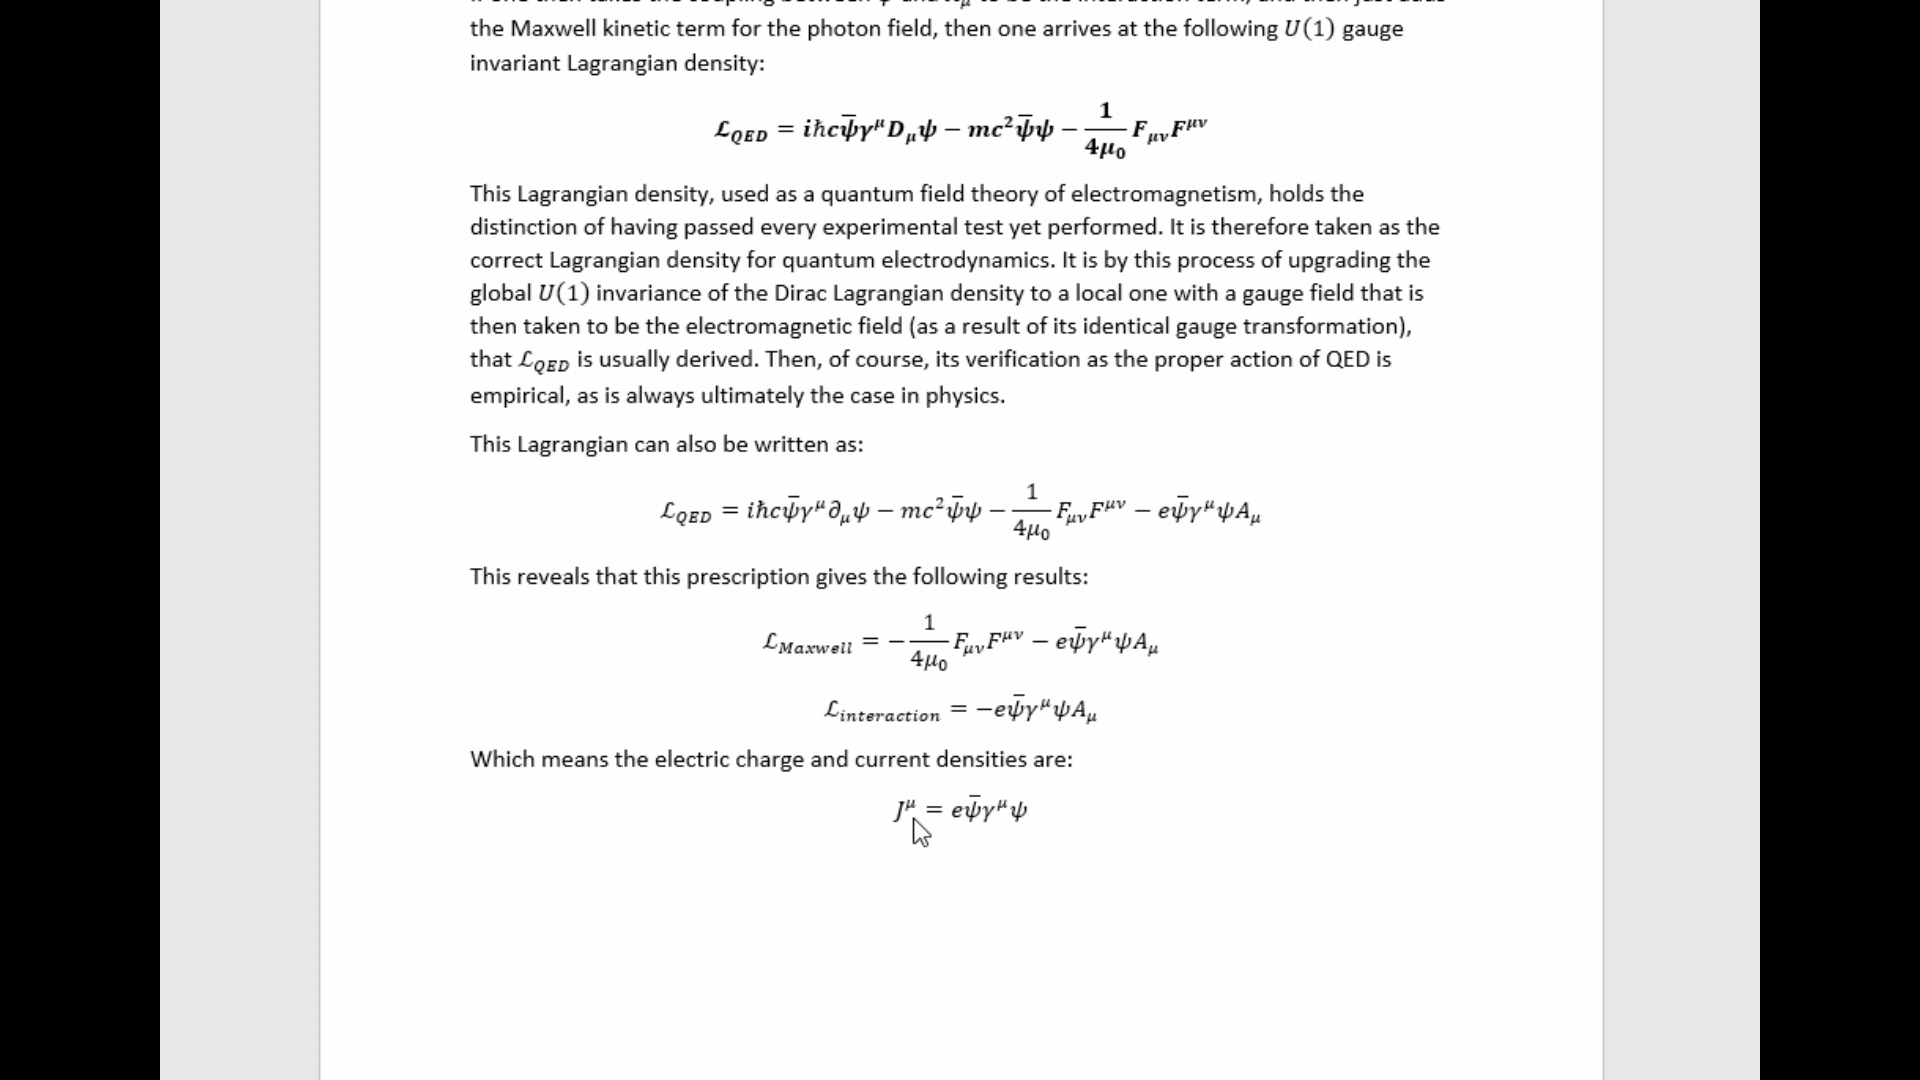 the Maxwell kinetic term for the photon field, then one arrives at the following U(1) gauge
invariant Lagrangian density:
ℒ_QED = iħcψ̄γ^μD_μψ − mc²ψ̄ψ − 1/(4μ₀) F_μνF^μν
This Lagrangian density, used as a quantum field theory of electromagnetism, holds the
distinction of having passed every experimental test yet performed. It is therefore taken as the
correct Lagrangian density for quantum electrodynamics. It is by this process of upgrading the
global U(1) invariance of the Dirac Lagrangian density to a local one with a gauge field that is
then taken to be the electromagnetic field (as a result of its identical gauge transformation),
that ℒ_QED is usually derived. Then, of course, its verification as the proper action of QED is
empirical, as is always ultimately the case in physics.
This Lagrangian can also be written as:
ℒ_QED = iħcψ̄γ^μ∂_μψ − mc²ψ̄ψ − 1/(4μ₀) F_μνF^μν − eψ̄γ^μψA_μ
This reveals that this prescription gives the following results:
ℒ_Maxwell = − 1/(4μ₀) F_μνF^μν − eψ̄γ^μψA_μ
ℒ_interaction = −eψ̄γ^μψA_μ
Which means the electric charge and current densities are:
J^μ = eψ̄γ^μψ